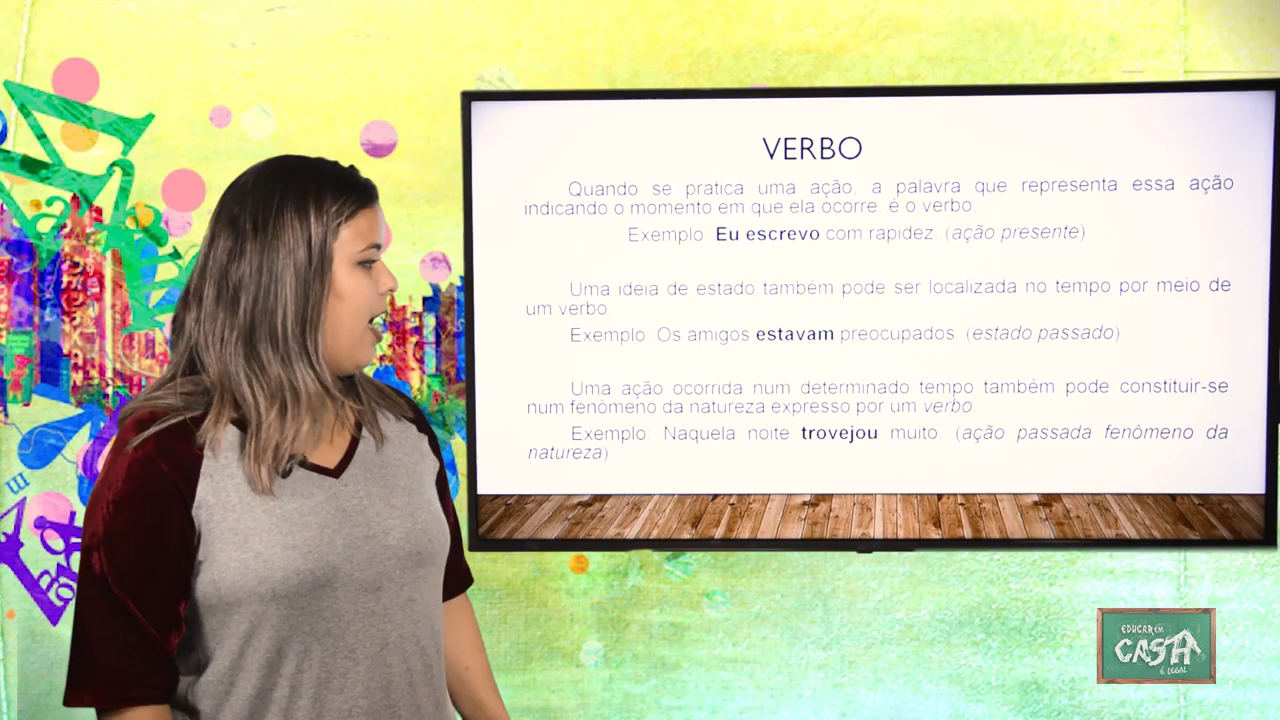 VERBO
Quando se pratica uma ação, a palavra que representa essa ação
indicando o momento em que ela ocorre, é o verbo.
Exemplo: Eu escrevo com rapidez. (ação presente)
Uma ideia de estado também pode ser localizada no tempo por meio de
um verbo.
Exemplo: Os amigos estavam preocupados. (estado passado)
Uma ação ocorrida num determinado tempo também pode constituir-se
num fenômeno da natureza expresso por um verbo.
Exemplo: Naquela noite trovejou muito. (ação passada fenômeno da
natureza)
EDUCAR EM
CASA
É LEGAL